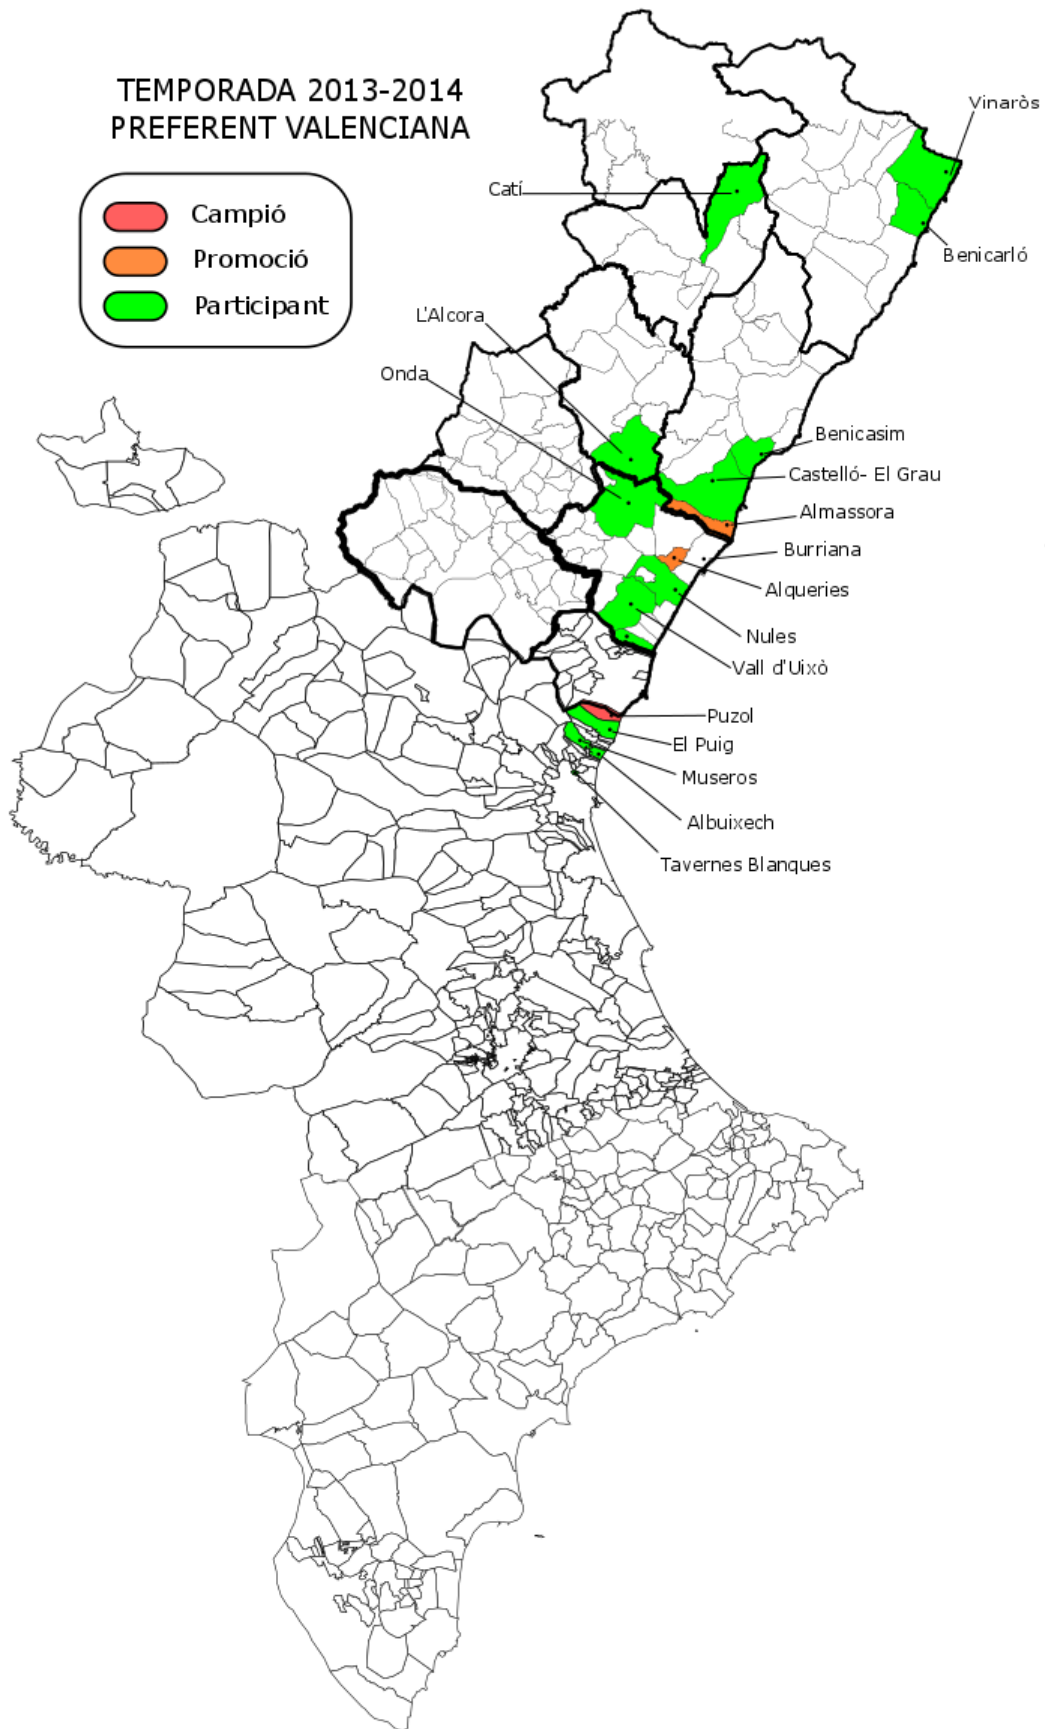 TEMPORADA 2013-2014
PREFERENT VALENCIANA
Campió
Promoció
Participant
Vinaròs
Catí
Benicarló
L'Alcora
Onda
Benicasim
Castelló- El Grau
Almassora
Burriana
Alqueries
Nules
Vall d'Uixò
Puzol
El Puig
Museros
Albuixech
Tavernes Blanques